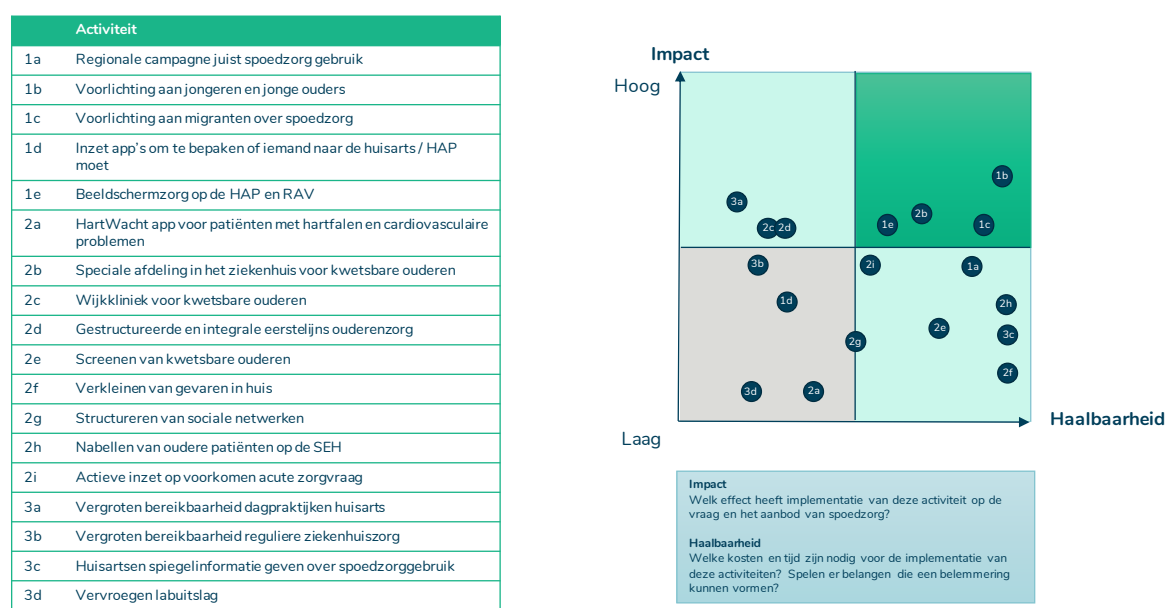 Activiteit
1a Regionale campagne juist spoedzorg gebruik
1b Voorlichting aan jongeren en jonge ouders
1c Voorlichting aan migranten over spoedzorg
1d Inzet app's om te bepaken of iemand naar de huisarts / HAP
moet
1e Beeldschermzorg op de HAP en RAV
2a HartWacht app voor patiënten met hartfalen en cardiovasculaire
problemen
2b Speciale afdeling in het ziekenhuis voor kwetsbare ouderen
2c Wijkkliniek voor kwetsbare ouderen
2d Gestructureerde en integrale eerstelijns ouderenzorg
2e Screenen van kwetsbare ouderen
2f Verkleinen van gevaren in huis
2g Structureren van sociale netwerken
2h Nabellen van oudere patiënten op de SEH
2i Actieve inzet op voorkomen acute zorgvraag
3a Vergroten bereikbaarheid dagpraktijken huisarts
3b Vergroten bereikbaarheid reguliere ziekenhuiszorg
3c Huisartsen spiegelinformatie geven over spoedzorggebruik
3d Vervroegen labuitslag
Impact
Hoog
1b
3a
2b
2c 2d
1e
1c
3b
2i
1a
1d
2h
2e
3c
2g
2f
3d
2a
Haalbaarheid
Laag
Impact
Welk effect heeft implementatie van deze activiteit op de
vraag en het aanbod van spoedzorg?
Haalbaarheid
Welke kosten en tijd zijn nodig voor de implementatie van
deze activiteiten? Spelen er belangen die een belemmering
kunnen vormen?